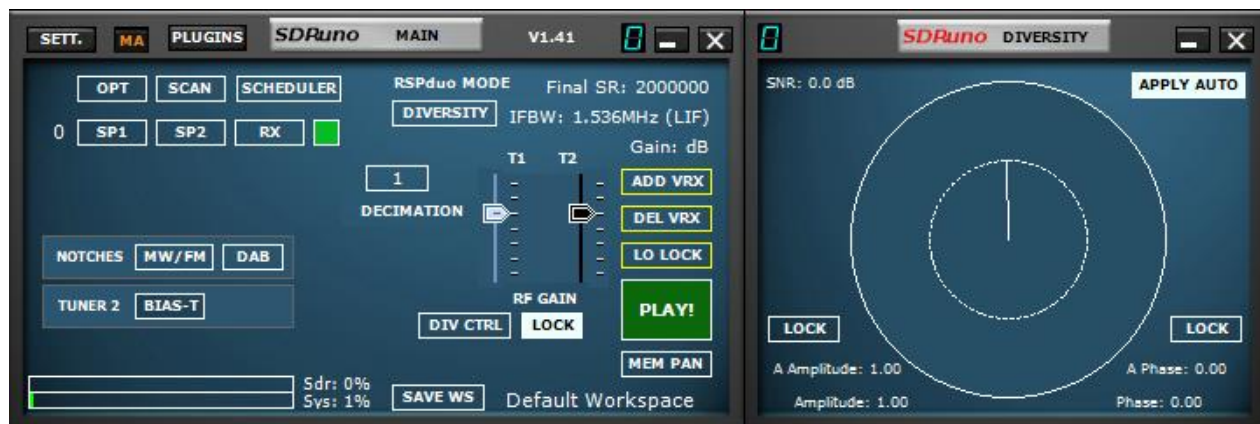 SETT. MA PLUGINS SDRuno MAIN V1.41 0
OPT SCAN SCHEDULER RSPduo MODE Final SR: 2000000
0 SP1 SP2 RX DIVERSITY IFBW: 1.536MHz (LIF)
Gain: dB
T1 T2
1 ADD VRX
DECIMATION DEL VRX
NOTCHES MW/FM DAB LO LOCK
TUNER 2 BIAS-T RF GAIN PLAY!
DIV CTRL LOCK
MEM PAN
Sdr: 0%
Sys: 1% SAVE WS Default Workspace
0 SDRuno DIVERSITY
SNR: 0.0 dB APPLY AUTO
LOCK LOCK
A Amplitude: 1.00 A Phase: 0.00
Amplitude: 1.00 Phase: 0.00